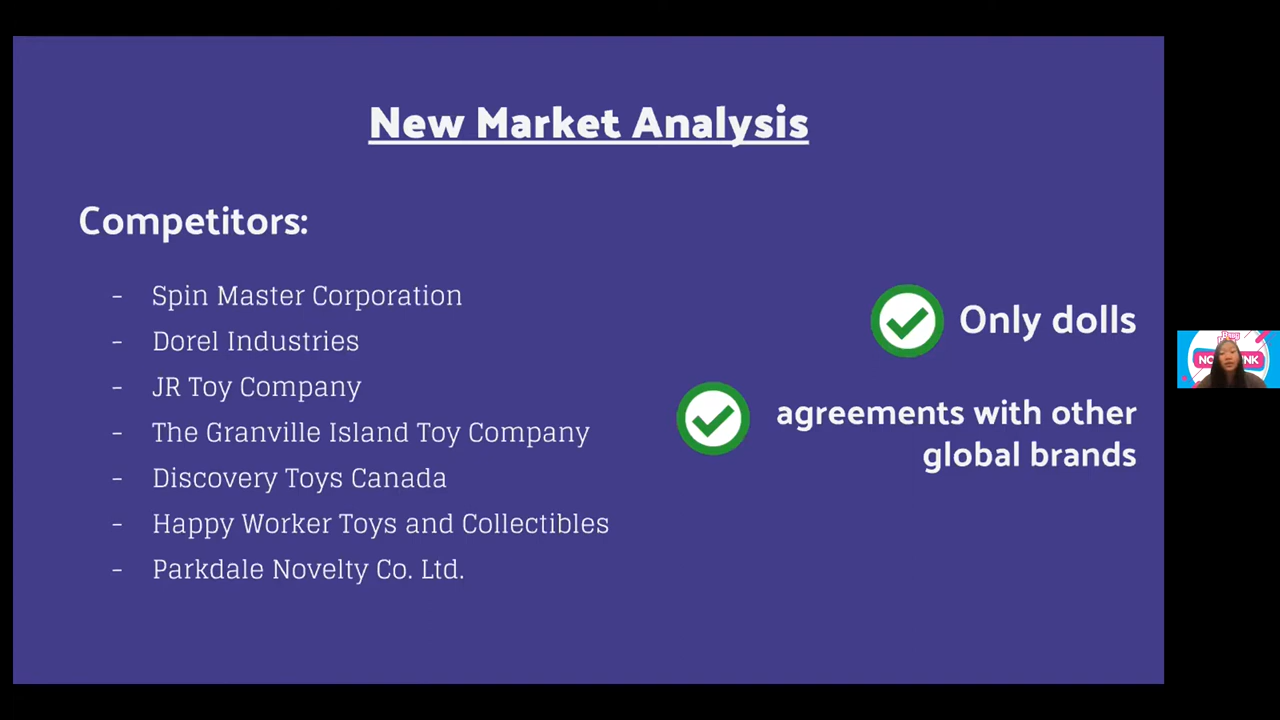 New Market Analysis
Competitors:
- Spin Master Corporation
- Dorel Industries
- JR Toy Company
- The Granville Island Toy Company
- Discovery Toys Canada
- Happy Worker Toys and Collectibles
- Parkdale Novelty Co. Ltd.
Only dolls
agreements with other
global brands